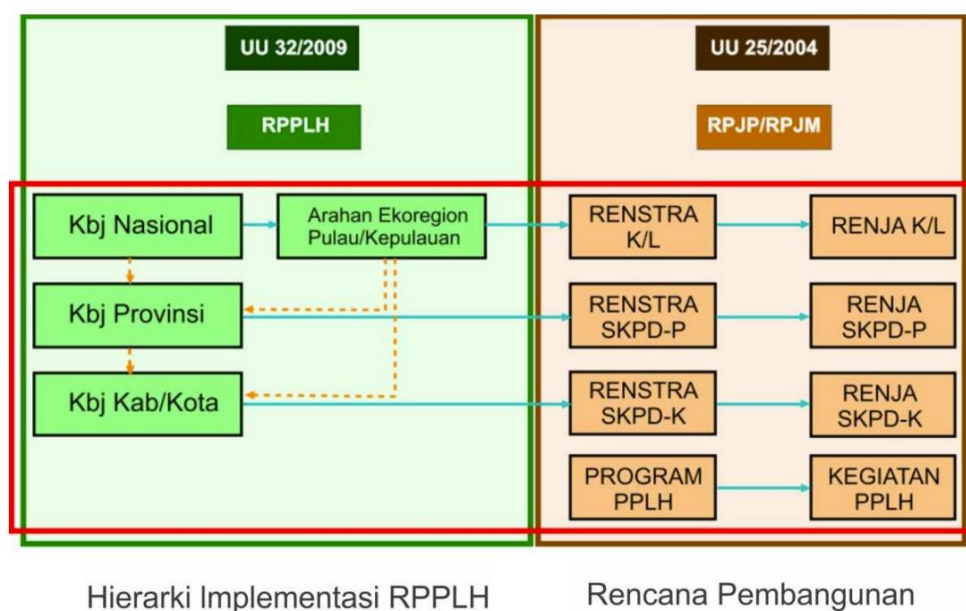 UU 32/2009
UU 25/2004
RPPLH
RPJP/RPJM
Kbj Nasional
Arahan Ekoregion
Pulau/Kepulauan
RENSTRA
K/L
RENJA K/L
Kbj Provinsi
RENSTRA
SKPD-P
RENJA
SKPD-P
Kbj Kab/Kota
RENSTRA
SKPD-K
RENJA
SKPD-K
PROGRAM
PPLH
KEGIATAN
PPLH
Hierarki Implementasi RPPLH
Rencana Pembangunan